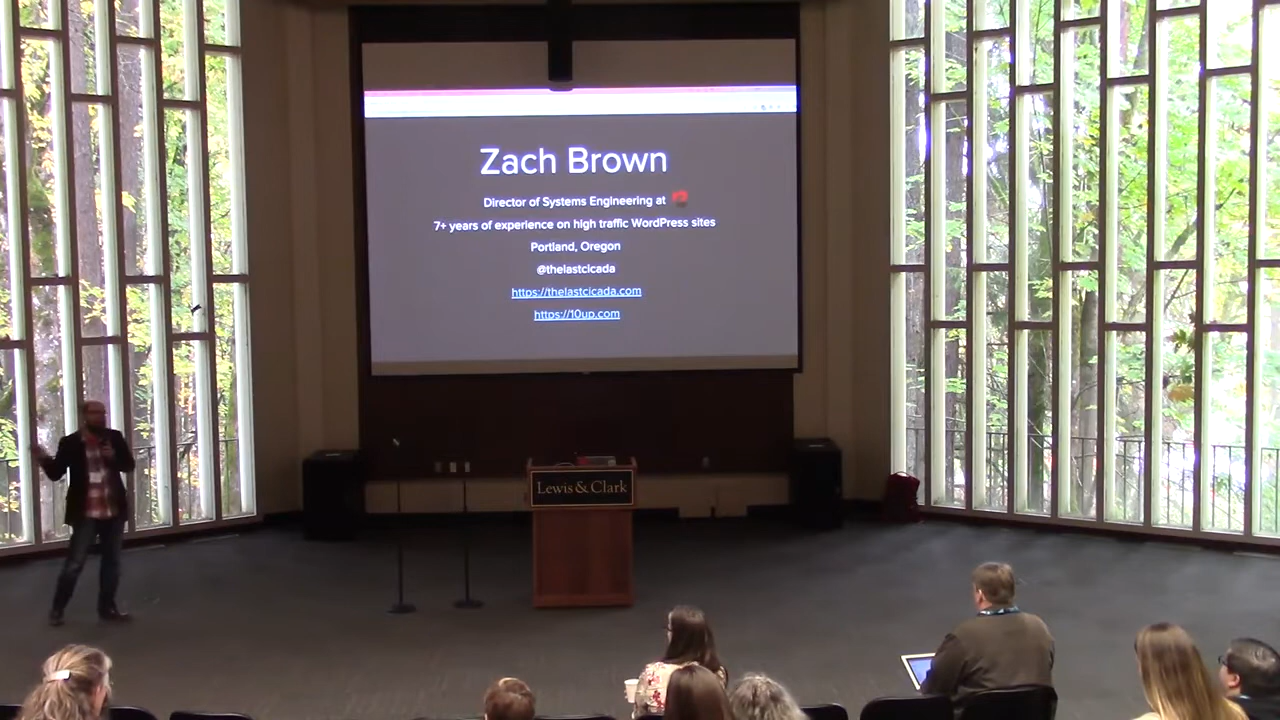 Zach Brown
Director of Systems Engineering at
7+ years of experience on high traffic WordPress sites
Portland, Oregon
@thelastcicada
https://thelastcicada.com
https://10up.com
Lewis & Clark